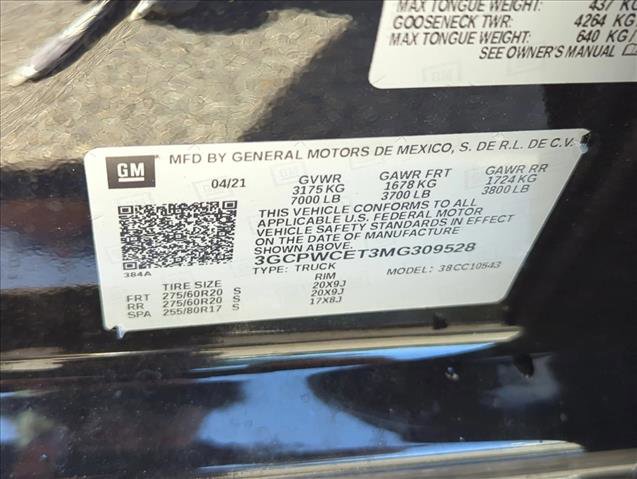 MAX TONGUE WEIGHT: 437 KG
GOOSENECK TWR: 4264 KG
MAX TONGUE WEIGHT: 640 KG/
SEE OWNER'S MANUAL
GM
MFD BY GENERAL MOTORS DE MEXICO, S. DE R.L. DE C.V.
04/21 GVWR GAWR FRT GAWR RR
3175 KG 1678 KG 1724 KG
7000 LB 3700 LB 3800 LB
THIS VEHICLE CONFORMS TO ALL
APPLICABLE U.S. FEDERAL MOTOR
VEHICLE SAFETY STANDARDS IN EFFECT
ON THE DATE OF MANUFACTURE
SHOWN ABOVE.
3GCPWCET3MG309528
384A TYPE: TRUCK MODEL: 38CC10543
TIRE SIZE RIM
FRT 275/60R20 S 20X9J
RR 275/60R20 S 20X9J
SPA 255/80R17 S 17X8J